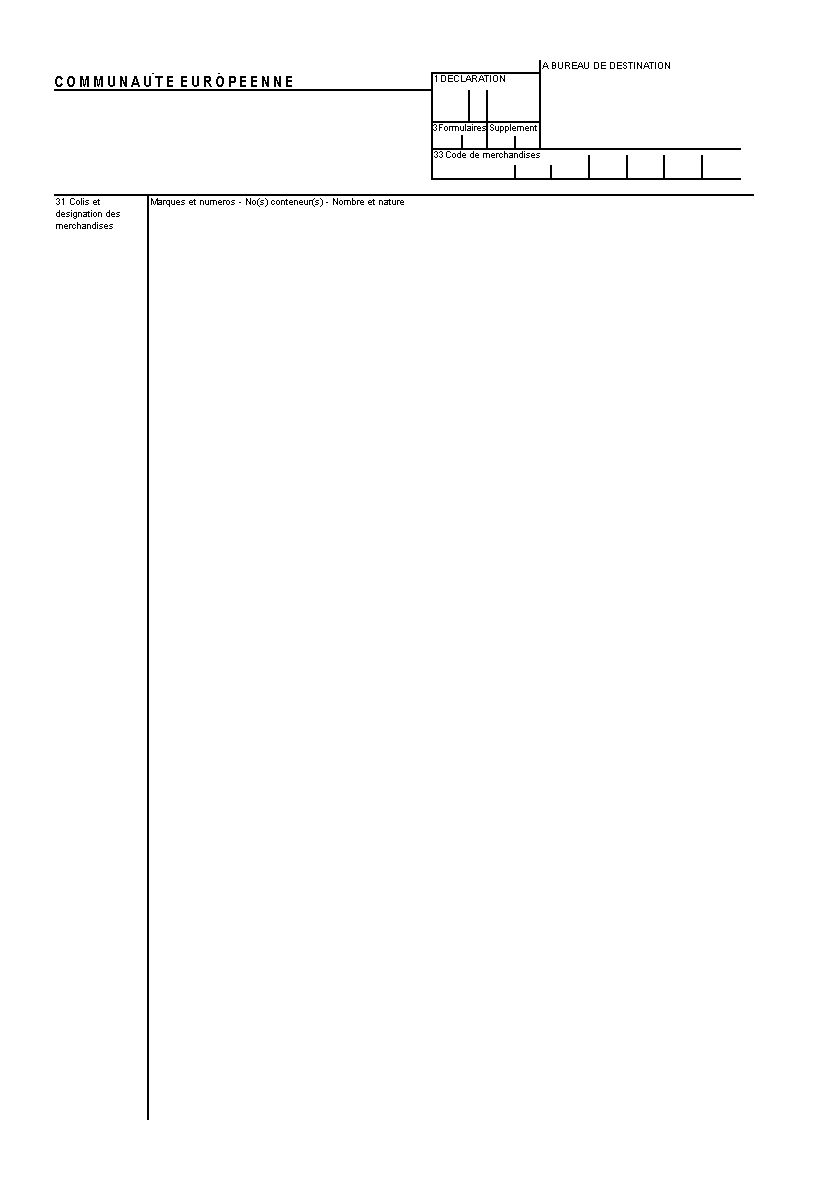 A BUREAU DE DESTINATION
COMMUNAUTE EUROPEENNE
1 DECLARATION
3 Formulaires Supplement
33 Code de merchandises
31 Colis et
designation des
merchandises
Marques et numeros - No(s) conteneur(s) - Nombre et nature